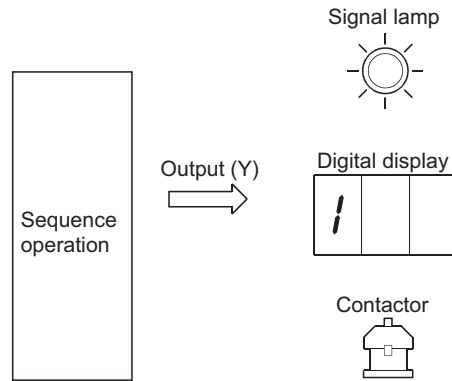 Signal lamp
Output (Y)
Digital display
1
Sequence
operation
Contactor